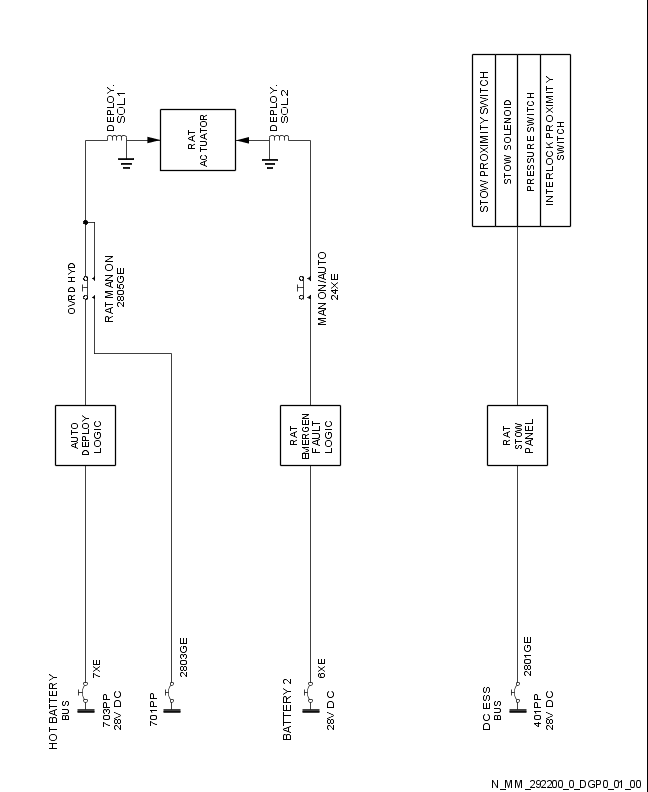 DEPLOY.
SOL1
DEPLOY.
SOL2
RAT
ACTUATOR
STOW PROXIMITY SWITCH
STOW SOLENOID
PRESSURE SWITCH
INTERLOCK PROXIMITY
SWITCH
OVRD HYD
RAT MAN ON
2805GE
MAN ON/AUTO
24XE
AUTO
DEPLOY
LOGIC
RAT
EMERGEN
FAULT
LOGIC
RAT
STOW
PANEL
HOT BATTERY
BUS
7XE
703PP
28V DC
2803GE
701PP
BATTERY 2
6XE
28V DC
DC ESS
BUS
2801GE
401PP
28V DC
N_MM_292200_0_DGP0_01_00